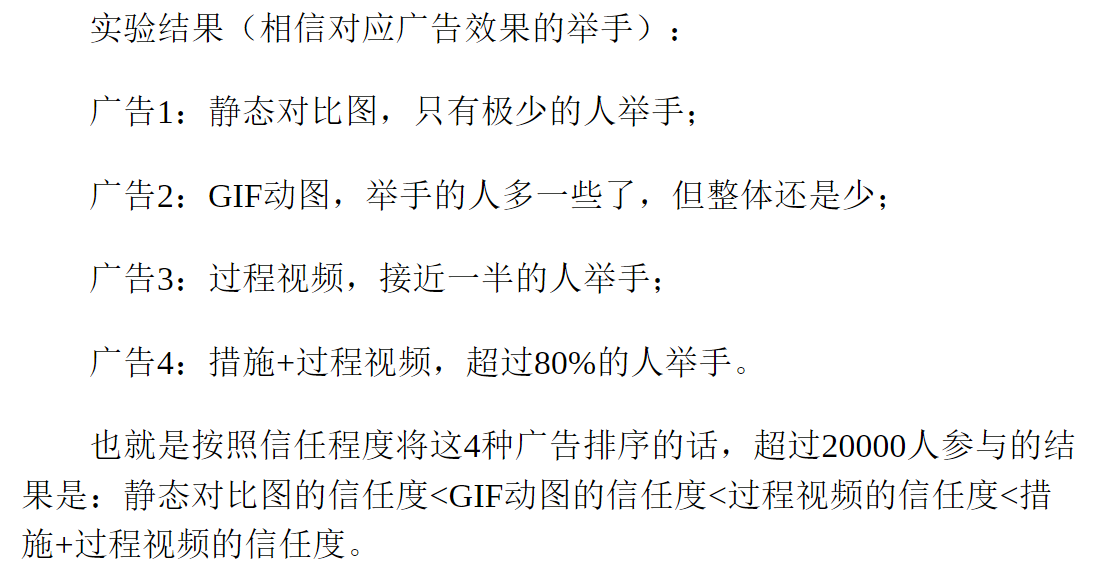 实验结果（相信对应广告效果的举手）：
广告1：静态对比图，只有极少的人举手；
广告2：GIF动图，举手的人多一些了，但整体还是少；
广告3：过程视频，接近一半的人举手；
广告4：措施+过程视频，超过80%的人举手。
也就是按照信任程度将这4种广告排序的话，超过20000人参与的结
果是：静态对比图的信任度<GIF动图的信任度<过程视频的信任度<措
施+过程视频的信任度。